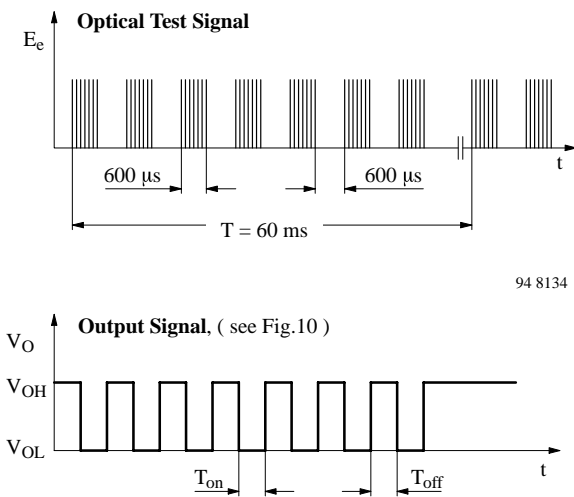 Optical Test Signal
Ee
600 μs
600 μs
t
T = 60 ms
94 8134
Output Signal, ( see Fig.10 )
VO
VOH
VOL
Ton
Toff
t